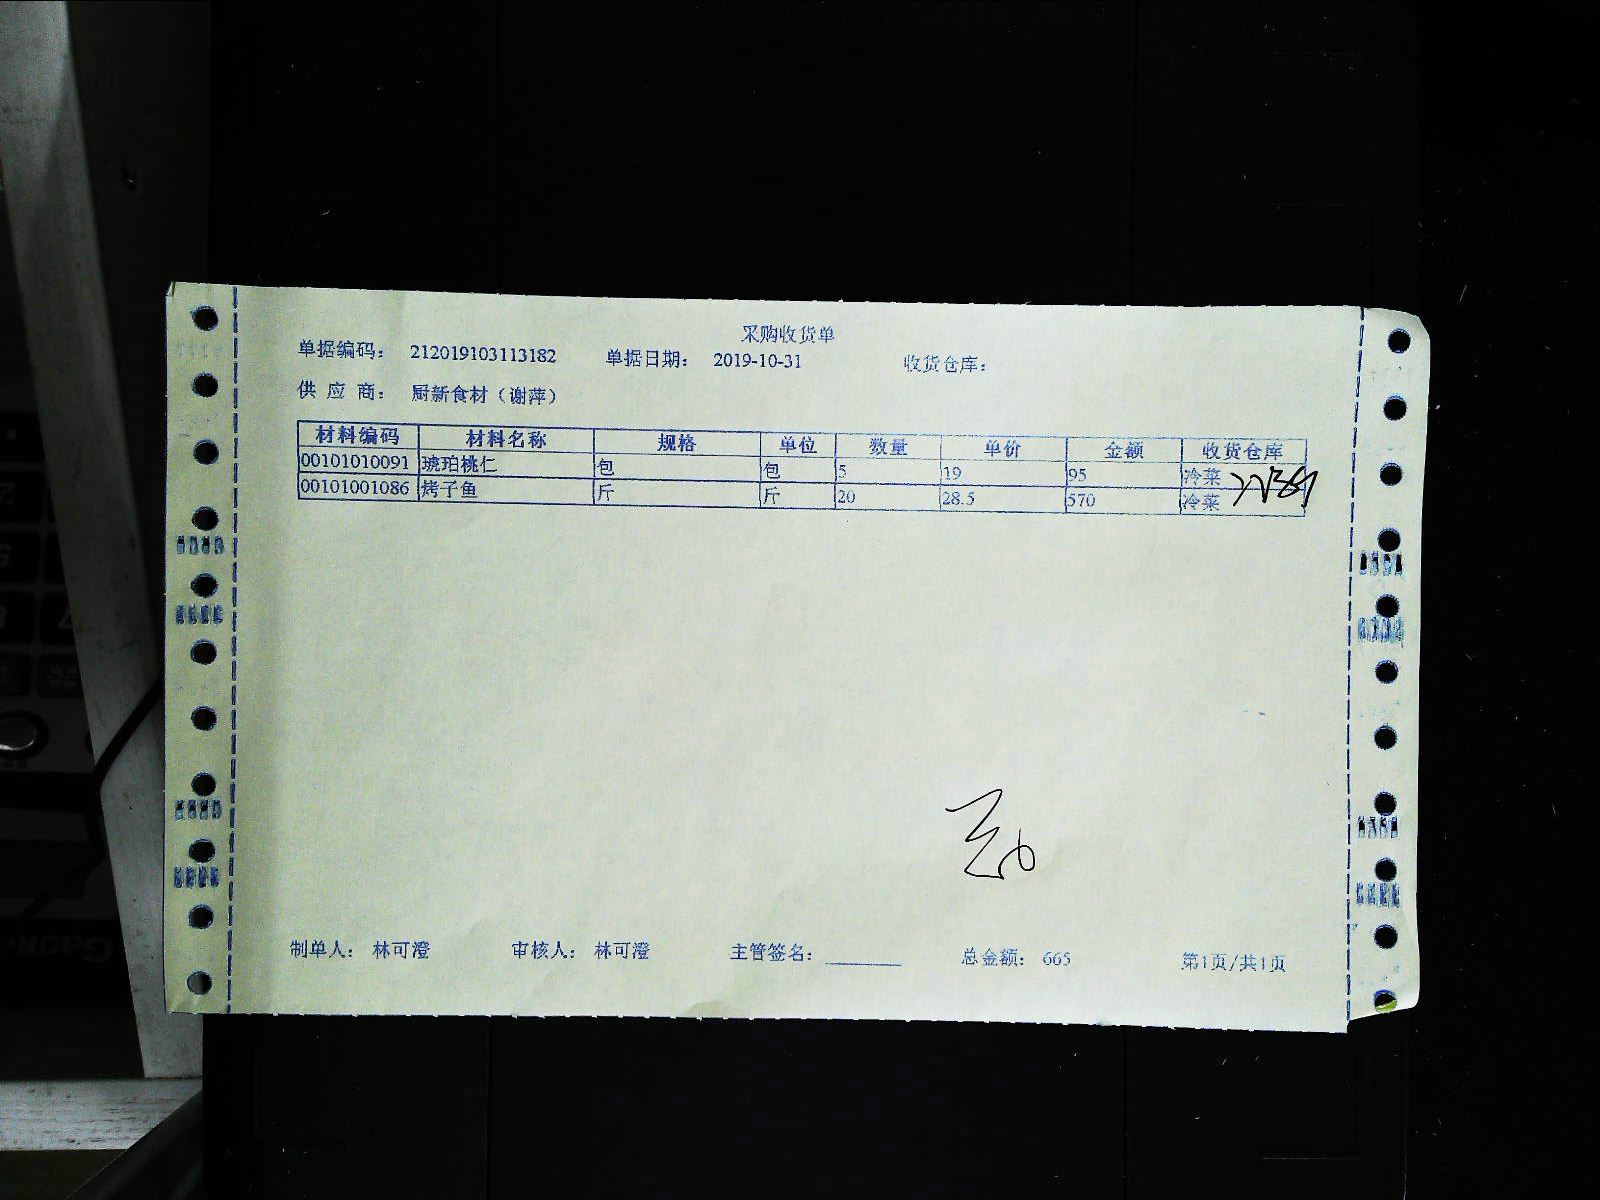 采购收货单
单据编码： 212019103113182 单据日期： 2019-10-31 收货仓库：
供 应 商： 厨新食材（谢萍）
材料编码 材料名称 规格 单位 数量 单价 金额 收货仓库
00101010091 琥珀桃仁 包 包 5 19 95 冷菜
00101001086 烤子鱼 斤 斤 20 28.5 570 冷菜
制单人： 林可澄 审核人： 林可澄 主管签名： 总金额： 665 第1页/共1页